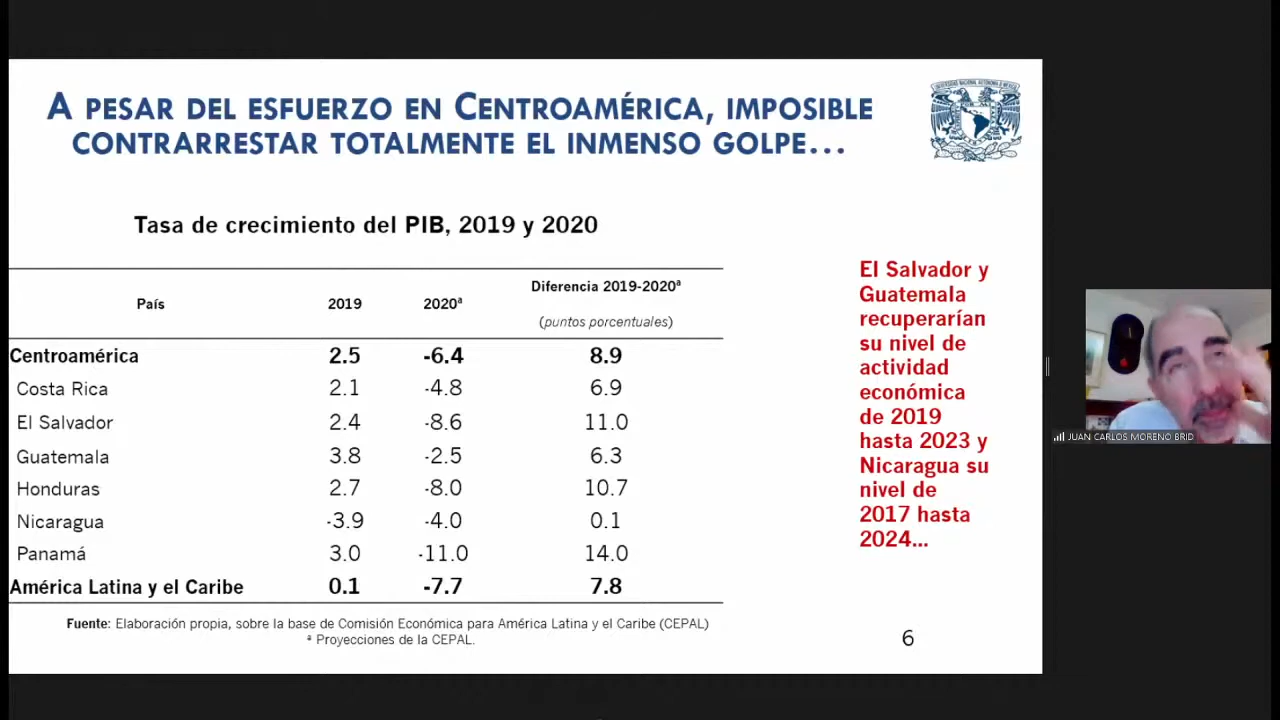 A PESAR DEL ESFUERZO EN CENTROAMÉRICA, IMPOSIBLE
CONTRARRESTAR TOTALMENTE EL INMENSO GOLPE...
Tasa de crecimiento del PIB, 2019 y 2020
País 2019 2020ª Diferencia 2019-2020ª
(puntos porcentuales)
Centroamérica 2.5 -6.4 8.9
Costa Rica 2.1 -4.8 6.9
El Salvador 2.4 -8.6 11.0
Guatemala 3.8 -2.5 6.3
Honduras 2.7 -8.0 10.7
Nicaragua -3.9 -4.0 0.1
Panamá 3.0 -11.0 14.0
América Latina y el Caribe 0.1 -7.7 7.8
Fuente: Elaboración propia, sobre la base de Comisión Económica para América Latina y el Caribe (CEPAL)
ª Proyecciones de la CEPAL.
El Salvador y
Guatemala
recuperarían
su nivel de
actividad
económica
de 2019
hasta 2023 y
Nicaragua su
nivel de
2017 hasta
2024...
6
JUAN CARLOS MORENO BRID